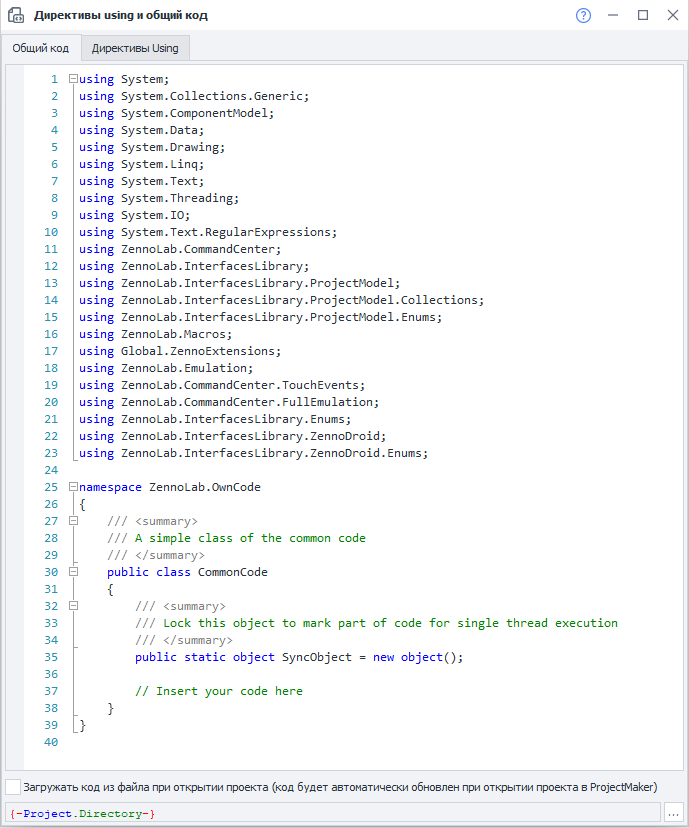 Директивы using и общий код
Общий код
Директивы Using
1 using System;
2 using System.Collections.Generic;
3 using System.ComponentModel;
4 using System.Data;
5 using System.Drawing;
6 using System.Linq;
7 using System.Text;
8 using System.Threading;
9 using System.IO;
10 using System.Text.RegularExpressions;
11 using ZennoLab.CommandCenter;
12 using ZennoLab.InterfacesLibrary;
13 using ZennoLab.InterfacesLibrary.ProjectModel;
14 using ZennoLab.InterfacesLibrary.ProjectModel.Collections;
15 using ZennoLab.InterfacesLibrary.ProjectModel.Enums;
16 using ZennoLab.Macros;
17 using Global.ZennoExtensions;
18 using ZennoLab.Emulation;
19 using ZennoLab.CommandCenter.TouchEvents;
20 using ZennoLab.CommandCenter.FullEmulation;
21 using ZennoLab.InterfacesLibrary.Enums;
22 using ZennoLab.InterfacesLibrary.ZennoDroid;
23 using ZennoLab.InterfacesLibrary.ZennoDroid.Enums;
24
25 namespace ZennoLab.OwnCode
26 {
27 /// <summary>
28 /// A simple class of the common code
29 /// </summary>
30 public class CommonCode
31 {
32 /// <summary>
33 /// Lock this object to mark part of code for single thread execution
34 /// </summary>
35 public static object SyncObject = new object();
36
37 // Insert your code here
38 }
39 }
40
Загружать код из файла при открытии проекта (код будет автоматически обновлен при открытии проекта в ProjectMaker)
{-Project.Directory-}
...